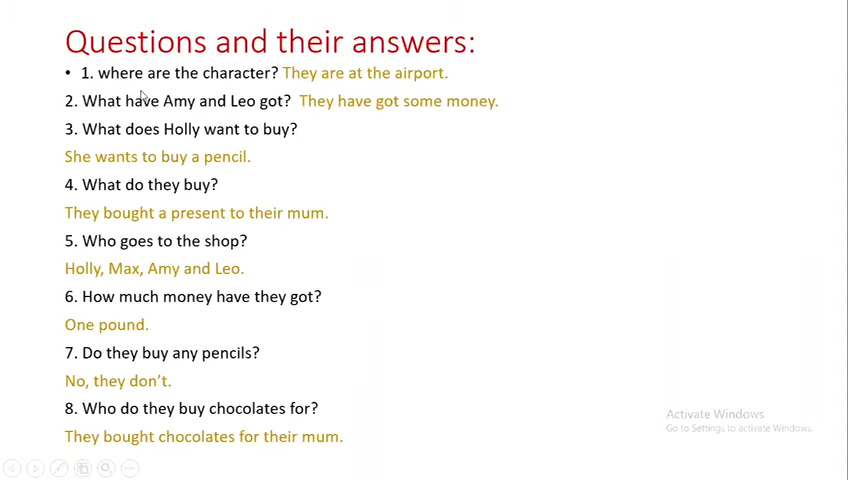 Questions and their answers:
• 1. where are the character? They are at the airport.
2. What have Amy and Leo got? They have got some money.
3. What does Holly want to buy?
She wants to buy a pencil.
4. What do they buy?
They bought a present to their mum.
5. Who goes to the shop?
Holly, Max, Amy and Leo.
6. How much money have they got?
One pound.
7. Do they buy any pencils?
No, they don’t.
8. Who do they buy chocolates for?
They bought chocolates for their mum.
Activate Windows
Go to Settings to activate Windows.